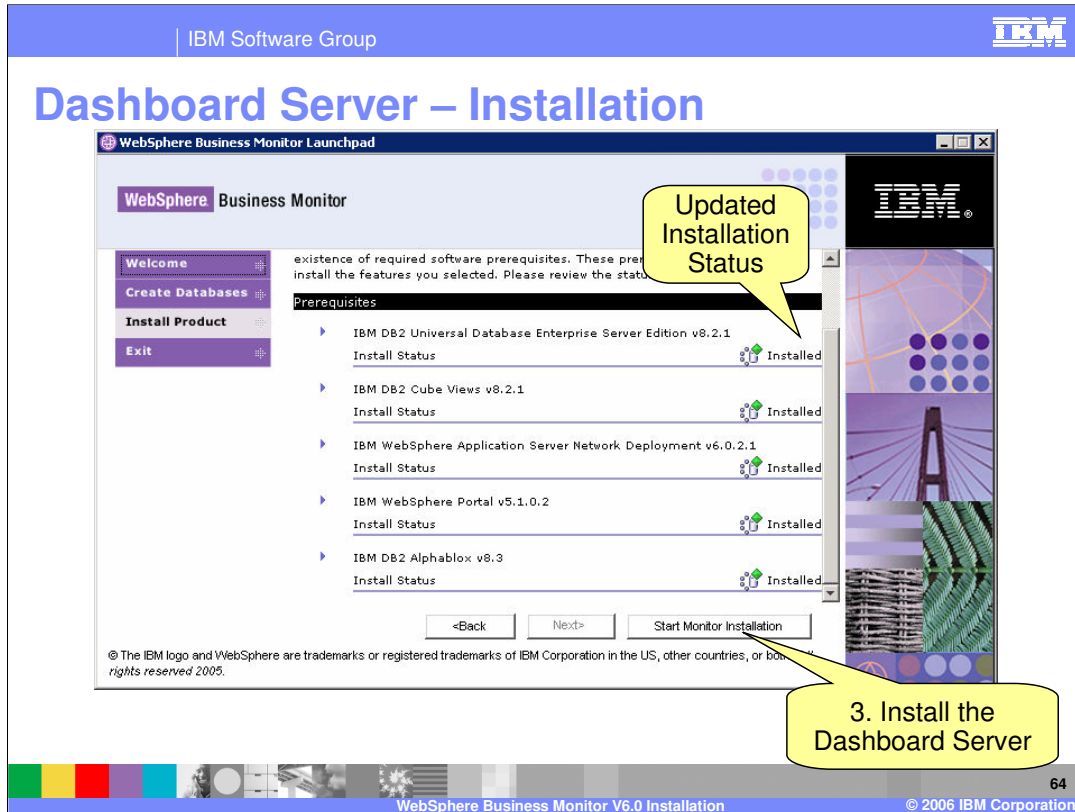 IBM Software Group
IBM
Dashboard Server – Installation
WebSphere Business Monitor Launchpad
WebSphere Business Monitor
IBM®
Updated
Installation
Status
Welcome
Create Databases
Install Product
Exit
existence of required software prerequisites. These
install the features you selected. Please review the
Prerequisites
IBM DB2 Universal Database Enterprise Server Edition v8.2.1
Install Status Installed
IBM DB2 Cube Views v8.2.1
Install Status Installed
IBM WebSphere Application Server Network Deployment v6.0.2.1
Install Status Installed
IBM WebSphere Portal v5.1.0.2
Install Status Installed
IBM DB2 Alphablox v8.3
Install Status Installed
<Back Next> Start Monitor Installation
© The IBM logo and WebSphere are trademarks or registered trademarks of IBM Corporation in the US, other countries, or
rights reserved 2005.
3. Install the
Dashboard Server
64
WebSphere Business Monitor V6.0 Installation © 2006 IBM Corporation